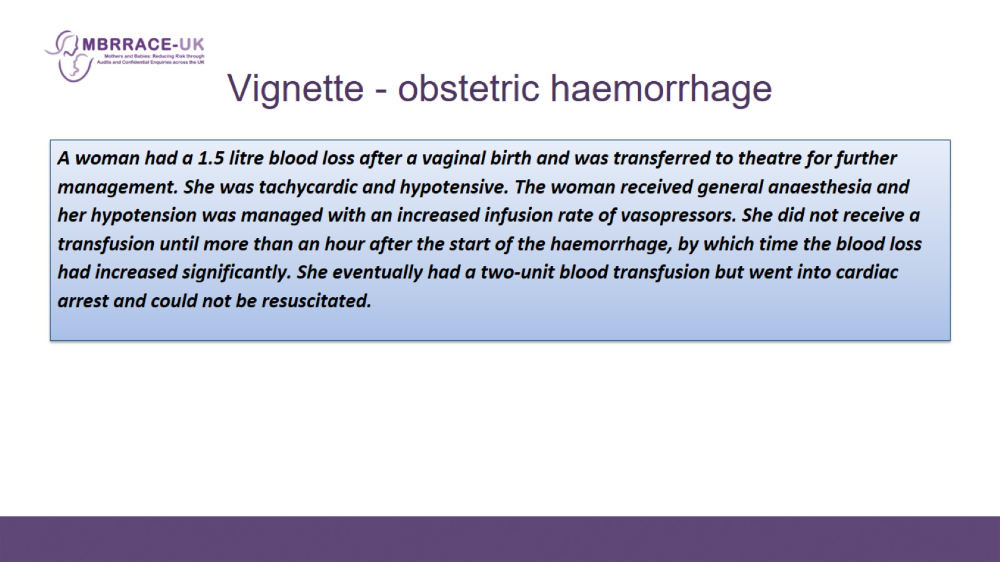 MBRRACE-UK
Mothers and Babies: Reducing Risk through
Audits and Confidential Enquiries across the UK
Vignette - obstetric haemorrhage
A woman had a 1.5 litre blood loss after a vaginal birth and was transferred to theatre for further
management. She was tachycardic and hypotensive. The woman received general anaesthesia and
her hypotension was managed with an increased infusion rate of vasopressors. She did not receive a
transfusion until more than an hour after the start of the haemorrhage, by which time the blood loss
had increased significantly. She eventually had a two-unit blood transfusion but went into cardiac
arrest and could not be resuscitated.